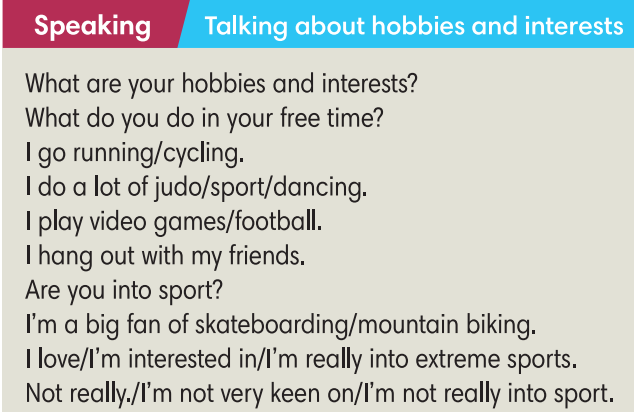 Speaking Talking about hobbies and interests
What are your hobbies and interests?
What do you do in your free time?
I go running/cycling.
I do a lot of judo/sport/dancing.
I play video games/football.
I hang out with my friends.
Are you into sport?
I'm a big fan of skateboarding/mountain biking.
I love/I'm interested in/I'm really into extreme sports.
Not really./I'm not very keen on/I'm not really into sport.